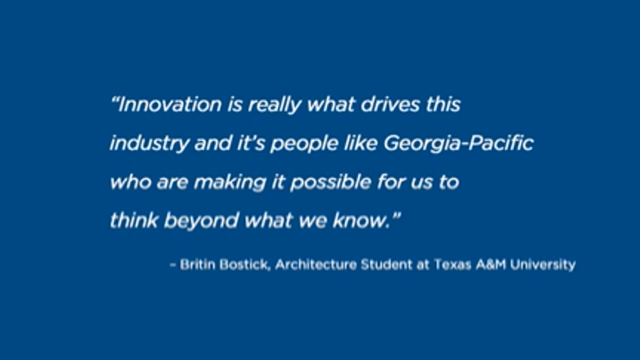 “Innovation is really what drives this
industry and it’s people like Georgia-Pacific
who are making it possible for us to
think beyond what we know.”
– Britin Bostick, Architecture Student at Texas A&M University